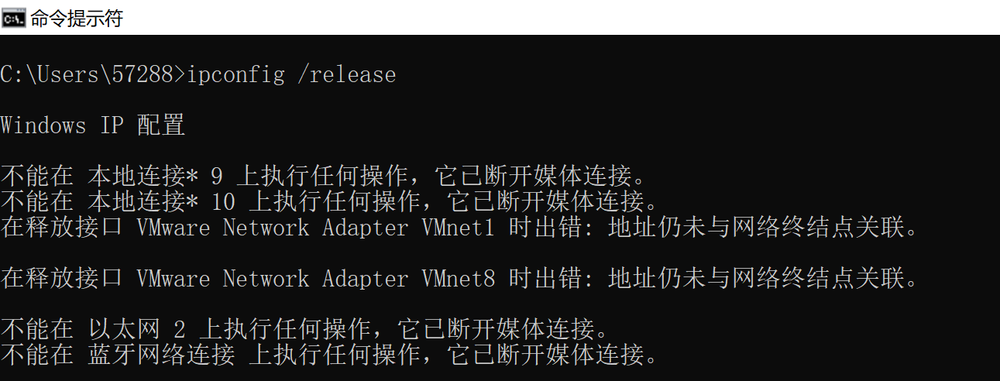 命令提示符
C:\Users\57288>ipconfig /release
Windows IP 配置
不能在 本地连接* 9 上执行任何操作，它已断开媒体连接。
不能在 本地连接* 10 上执行任何操作，它已断开媒体连接。
在释放接口 VMware Network Adapter VMnet1 时出错: 地址仍未与网络终结点关联。
在释放接口 VMware Network Adapter VMnet8 时出错: 地址仍未与网络终结点关联。
不能在 以太网 2 上执行任何操作，它已断开媒体连接。
不能在 蓝牙网络连接 上执行任何操作，它已断开媒体连接。